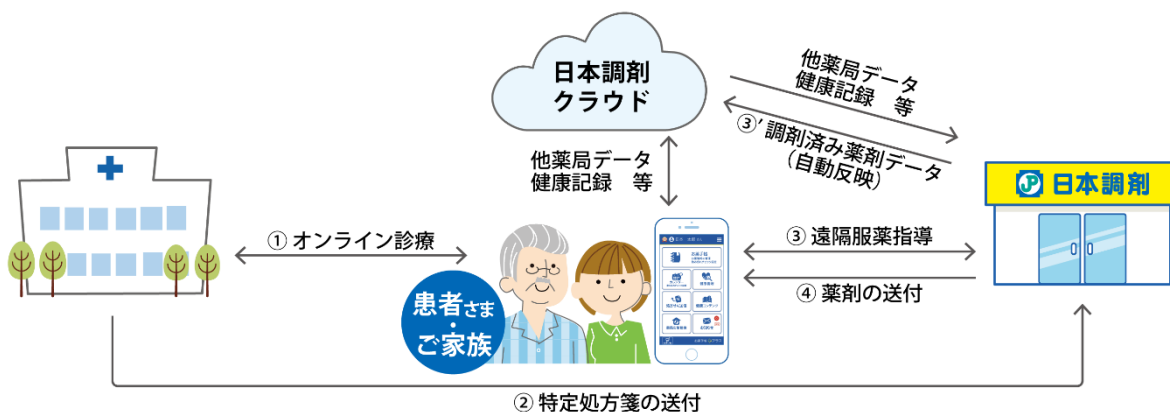 日本調剤
クラウド
他薬局データ
健康記録 等
③’ 調剤済み薬剤データ
（自動反映）
他薬局データ
健康記録 等
JP 日本調剤
① オンライン診療
③ 遠隔服薬指導
④ 薬剤の送付
患者さま
・
ご家族
② 特定処方箋の送付